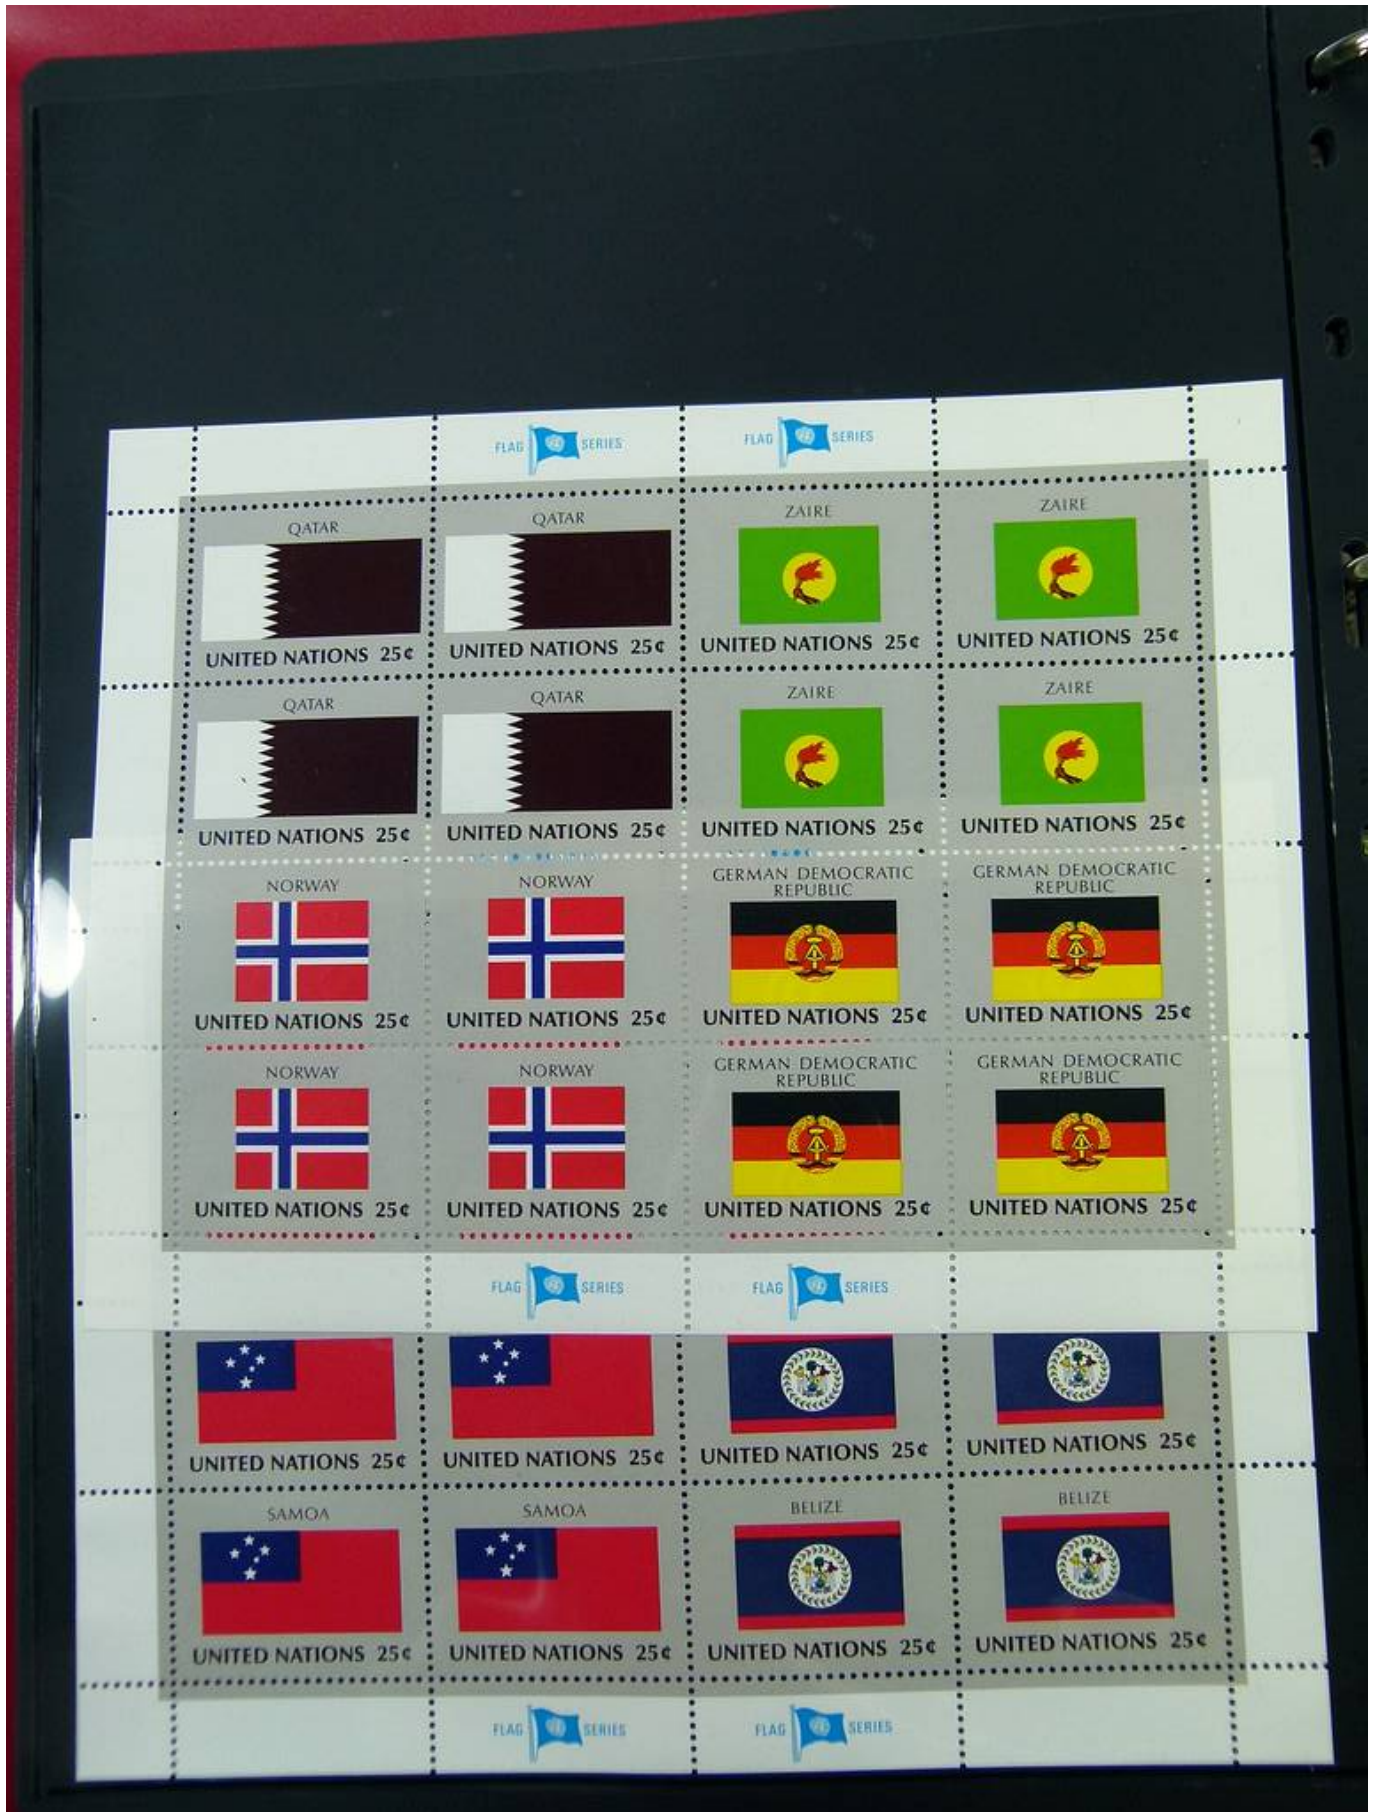 FLAG SERIES FLAG SERIES
QATAR QATAR ZAIRE ZAIRE
UNITED NATIONS 25¢ UNITED NATIONS 25¢ UNITED NATIONS 25¢ UNITED NATIONS 25¢
QATAR QATAR ZAIRE ZAIRE
UNITED NATIONS 25¢ UNITED NATIONS 25¢ UNITED NATIONS 25¢ UNITED NATIONS 25¢
NORWAY NORWAY GERMAN DEMOCRATIC GERMAN DEMOCRATIC
REPUBLIC REPUBLIC
UNITED NATIONS 25¢ UNITED NATIONS 25¢ UNITED NATIONS 25¢ UNITED NATIONS 25¢
NORWAY NORWAY GERMAN DEMOCRATIC GERMAN DEMOCRATIC
REPUBLIC REPUBLIC
UNITED NATIONS 25¢ UNITED NATIONS 25¢ UNITED NATIONS 25¢ UNITED NATIONS 25¢
FLAG SERIES FLAG SERIES
UNITED NATIONS 25¢ UNITED NATIONS 25¢ UNITED NATIONS 25¢ UNITED NATIONS 25¢
SAMOA SAMOA BELIZE BELIZE
UNITED NATIONS 25¢ UNITED NATIONS 25¢ UNITED NATIONS 25¢ UNITED NATIONS 25¢
FLAG SERIES FLAG SERIES